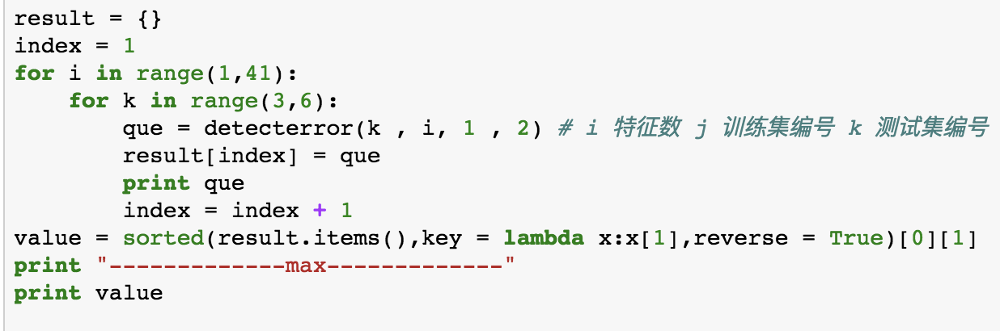 result = {}
index = 1
for i in range(1,41):
    for k in range(3,6):
        que = detecterror(k , i, 1 , 2) # i 特征数 j 训练集编号 k 测试集编号
        result[index] = que
        print que
        index = index + 1
value = sorted(result.items(),key = lambda x:x[1],reverse = True)[0][1]
print "-------------max-------------"
print value